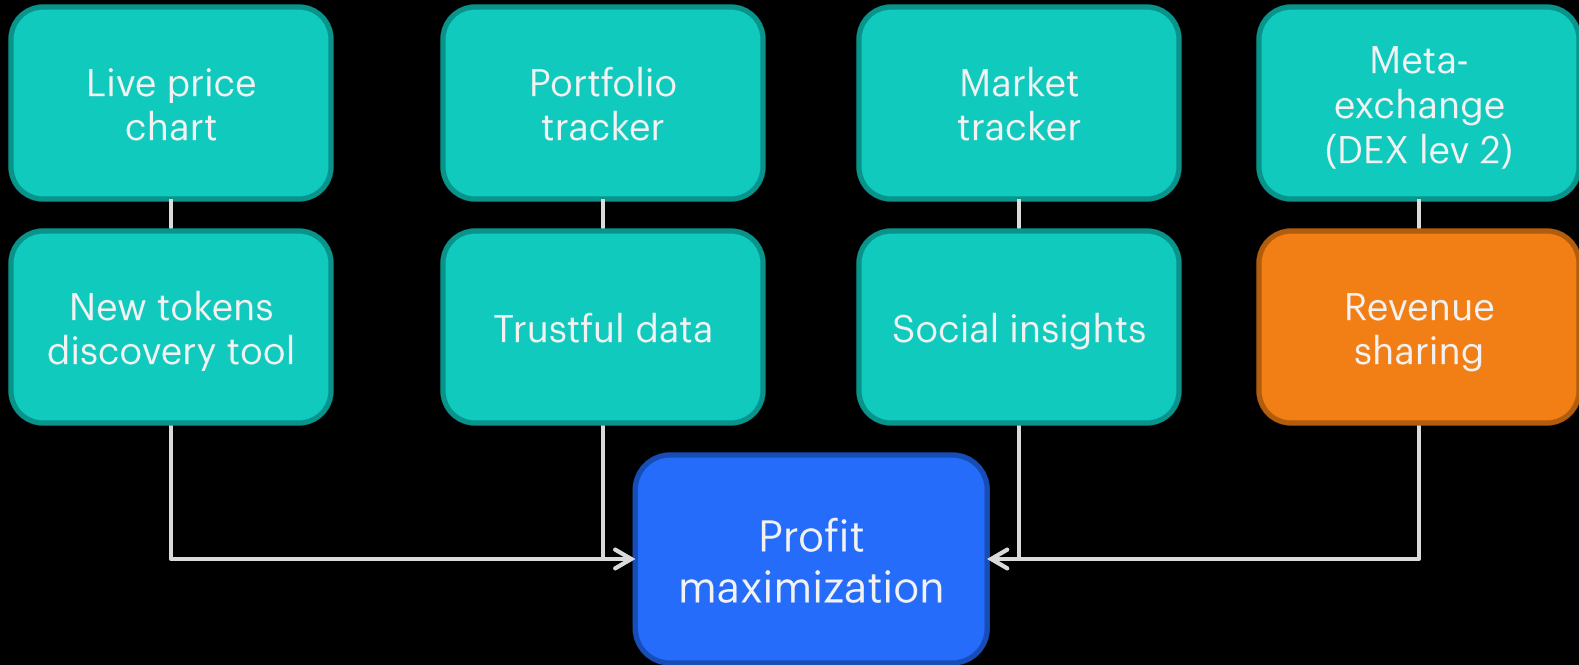 Live price
chart
Portfolio
tracker
Market
tracker
Meta-
exchange
(DEX lev 2)
New tokens
discovery tool
Trustful data
Social insights
Revenue
sharing
Profit
maximization